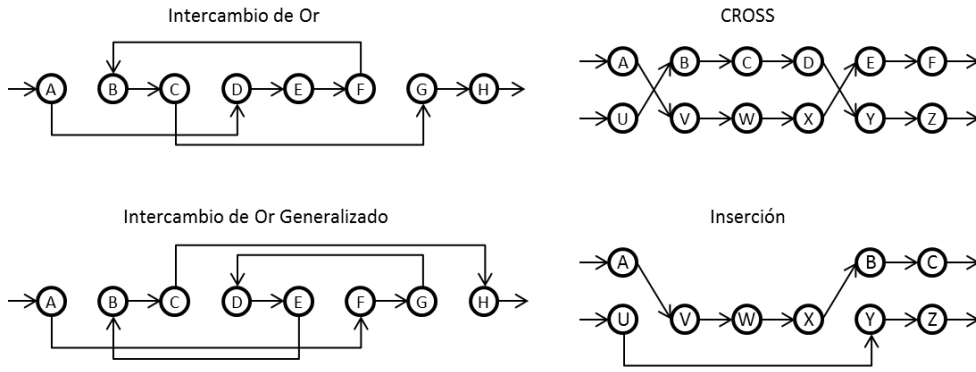 Intercambio de Or
A B C D E F G H
CROSS
A B C D E F
U V W X Y Z
Intercambio de Or Generalizado
A B C D E F G H
Inserción
A B C
U V W X Y Z